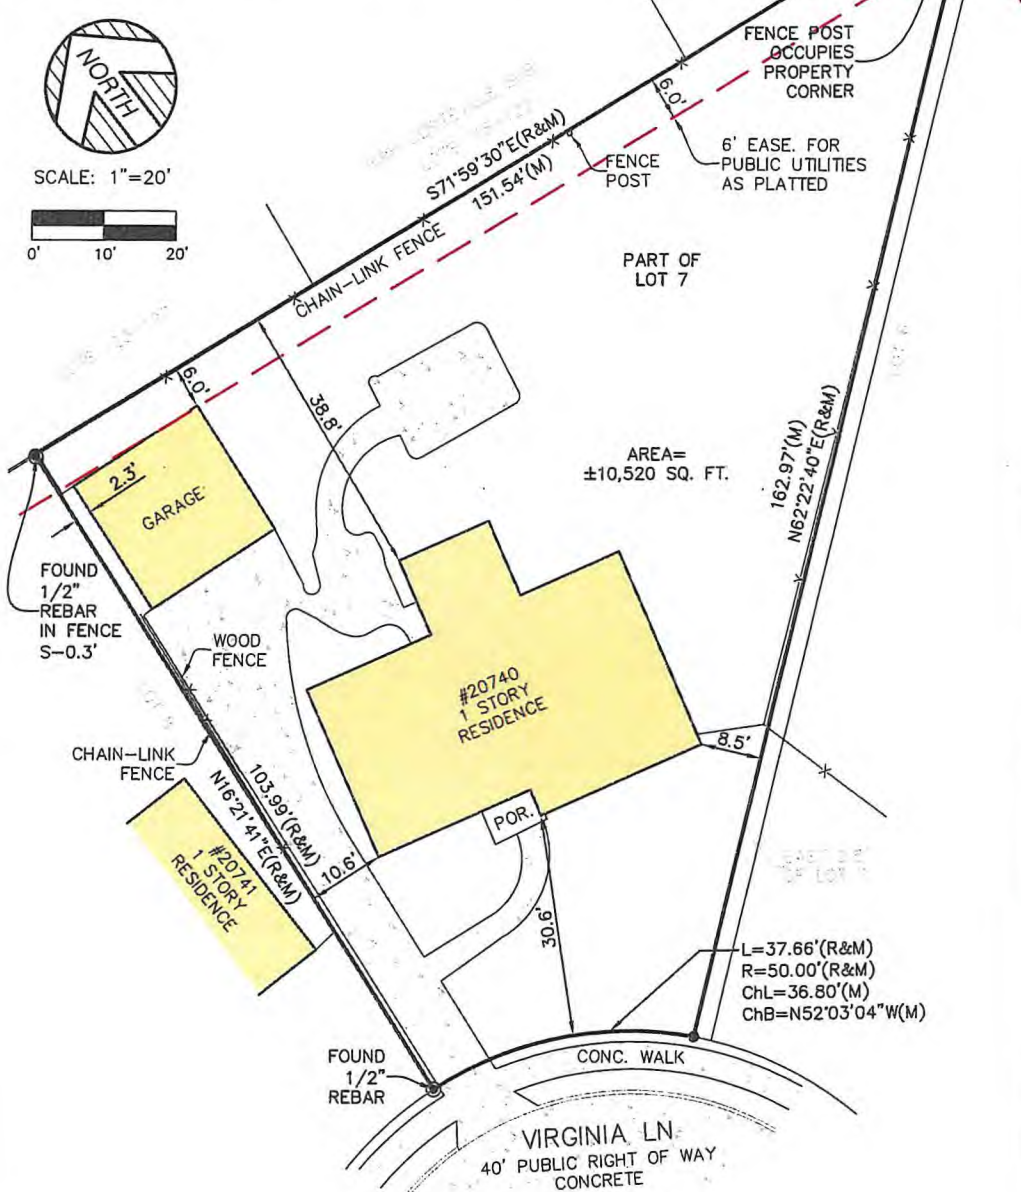 NORTH
SCALE: 1"=20'
0' 10' 20'
FENCE POST
OCCUPIES
PROPERTY
CORNER
6.0'
6' EASE. FOR
PUBLIC UTILITIES
AS PLATTED
S71°59'30"E(R&M)
151.54'(M)
FENCE
POST
CHAIN-LINK FENCE
PART OF
LOT 7
6.0'
38.8'
AREA=
±10,520 SQ. FT.
162.97'(M)
N62°22'40"E(R&M)
2.3'
GARAGE
FOUND
1/2"
REBAR
IN FENCE
S-0.3'
WOOD
FENCE
#20740
1 STORY
RESIDENCE
8.5'
CHAIN-LINK
FENCE
103.99'(R&M)
N16°21'41"E(R&M)
POR.
10.6'
#20741
1 STORY
RESIDENCE
30.6'
L=37.66'(R&M)
R=50.00'(R&M)
ChL=36.80'(M)
ChB=N52°03'04"W(M)
FOUND
1/2"
REBAR
CONC. WALK
VIRGINIA LN
40' PUBLIC RIGHT OF WAY
CONCRETE